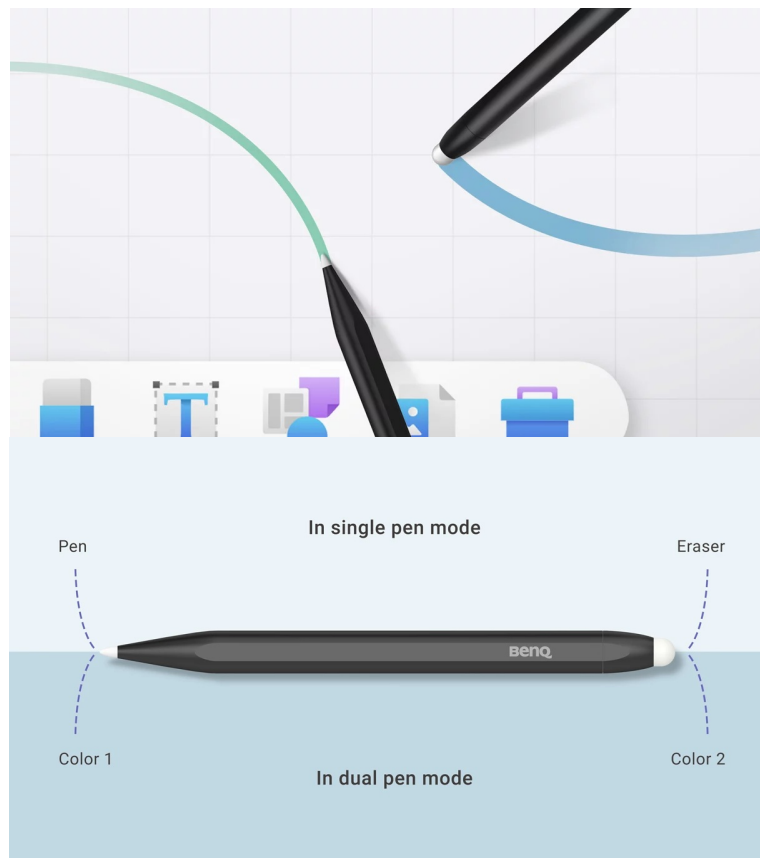 T
In single pen mode
Pen
Eraser
BenQ
Color 1
Color 2
In dual pen mode